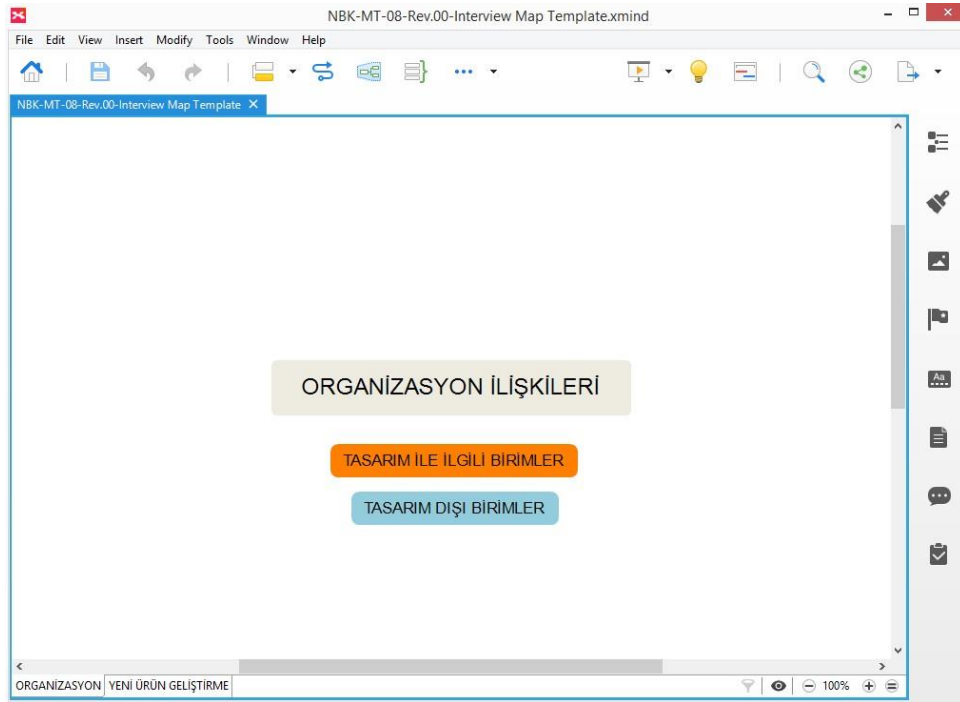 NBK-MT-08-Rev.00-Interview Map Template.xmind
File Edit View Insert Modify Tools Window Help
NBK-MT-08-Rev.00-Interview Map Template
ORGANİZASYON İLİŞKİLERİ
TASARIM İLE İLGİLİ BİRİMLER
TASARIM DIŞI BİRİMLER
Aa
ORGANİZASYON YENİ ÜRÜN GELİŞTİRME 100%